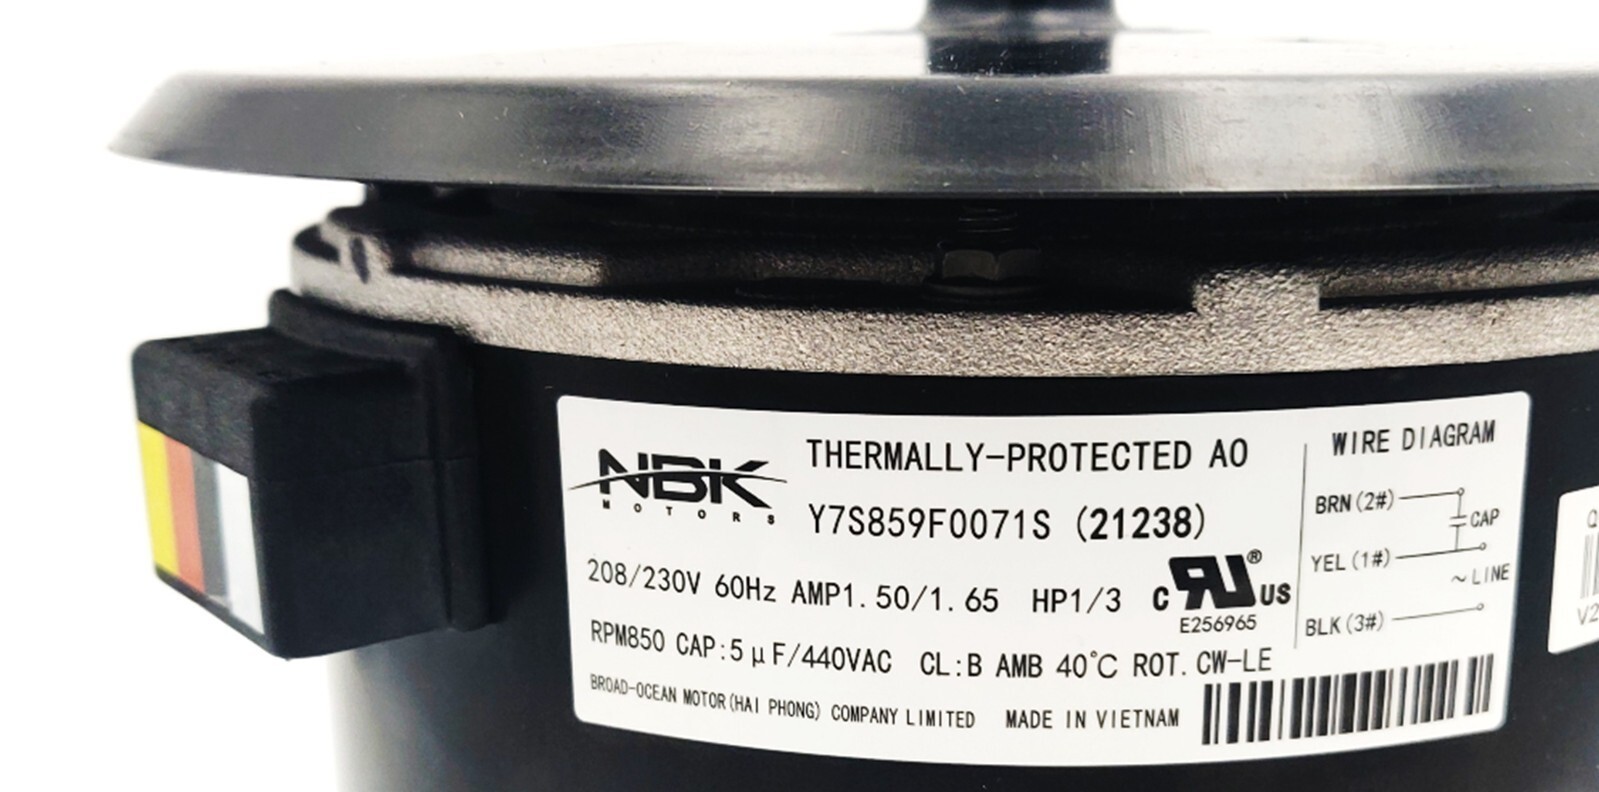 NBK
MOTORS
THERMALLY-PROTECTED AO
Y7S859F0071S (21238)
208/230V 60Hz AMP1.50/1.65 HP1/3
c RU ® US
E256965
RPM850 CAP:5μF/440VAC CL:B AMB 40℃ ROT. CW-LE
BROAD-OCEAN MOTOR(HAI PHONG) COMPANY LIMITED MADE IN VIETNAM
WIRE DIAGRAM
BRN(2#)
CAP
YEL(1#)
~LINE
BLK(3#)